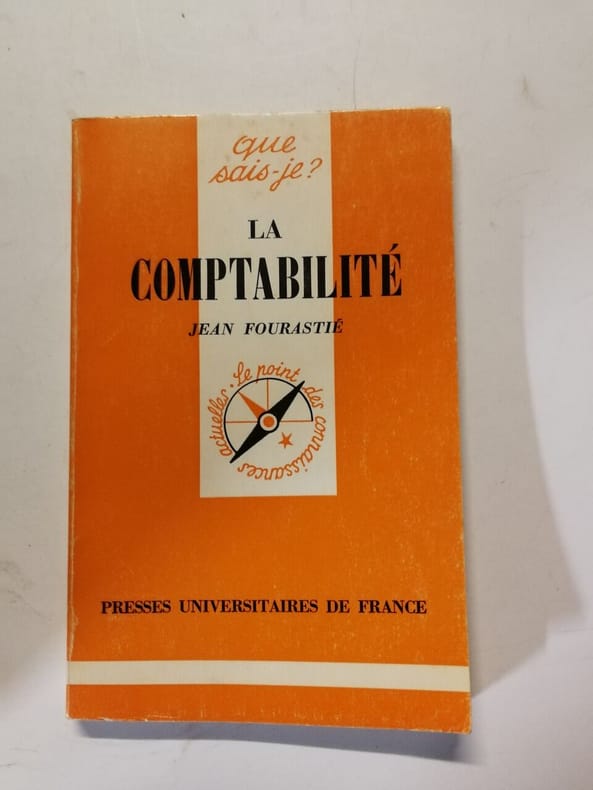 que
sais-je?
LA
COMPTABILITÉ
JEAN FOURASTIÉ
Le point des connaissances actuelles.
PRESSES UNIVERSITAIRES DE FRANCE